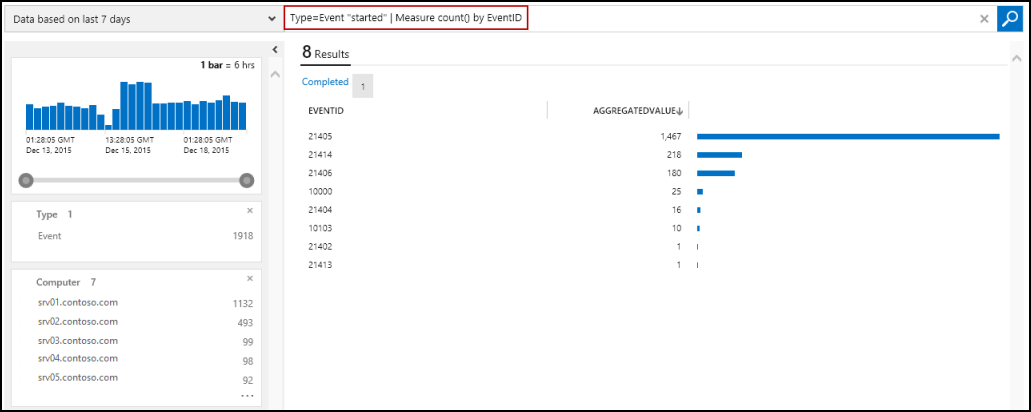 Data based on last 7 days
Type=Event "started" | Measure count() by EventID
1 bar = 6 hrs
01:28:05 GMT 13:28:05 GMT 01:28:05 GMT
Dec 13, 2015 Dec 15, 2015 Dec 18, 2015
Type 1
Event 1918
Computer 7
srv01.contoso.com 1132
srv02.contoso.com 493
srv03.contoso.com 99
srv04.contoso.com 98
srv05.contoso.com 92
8 Results
Completed 1
EVENTID AGGREGATEDVALUE
21405 1,467
21414 218
21406 180
10000 25
21404 16
10103 10
21402 1
21413 1